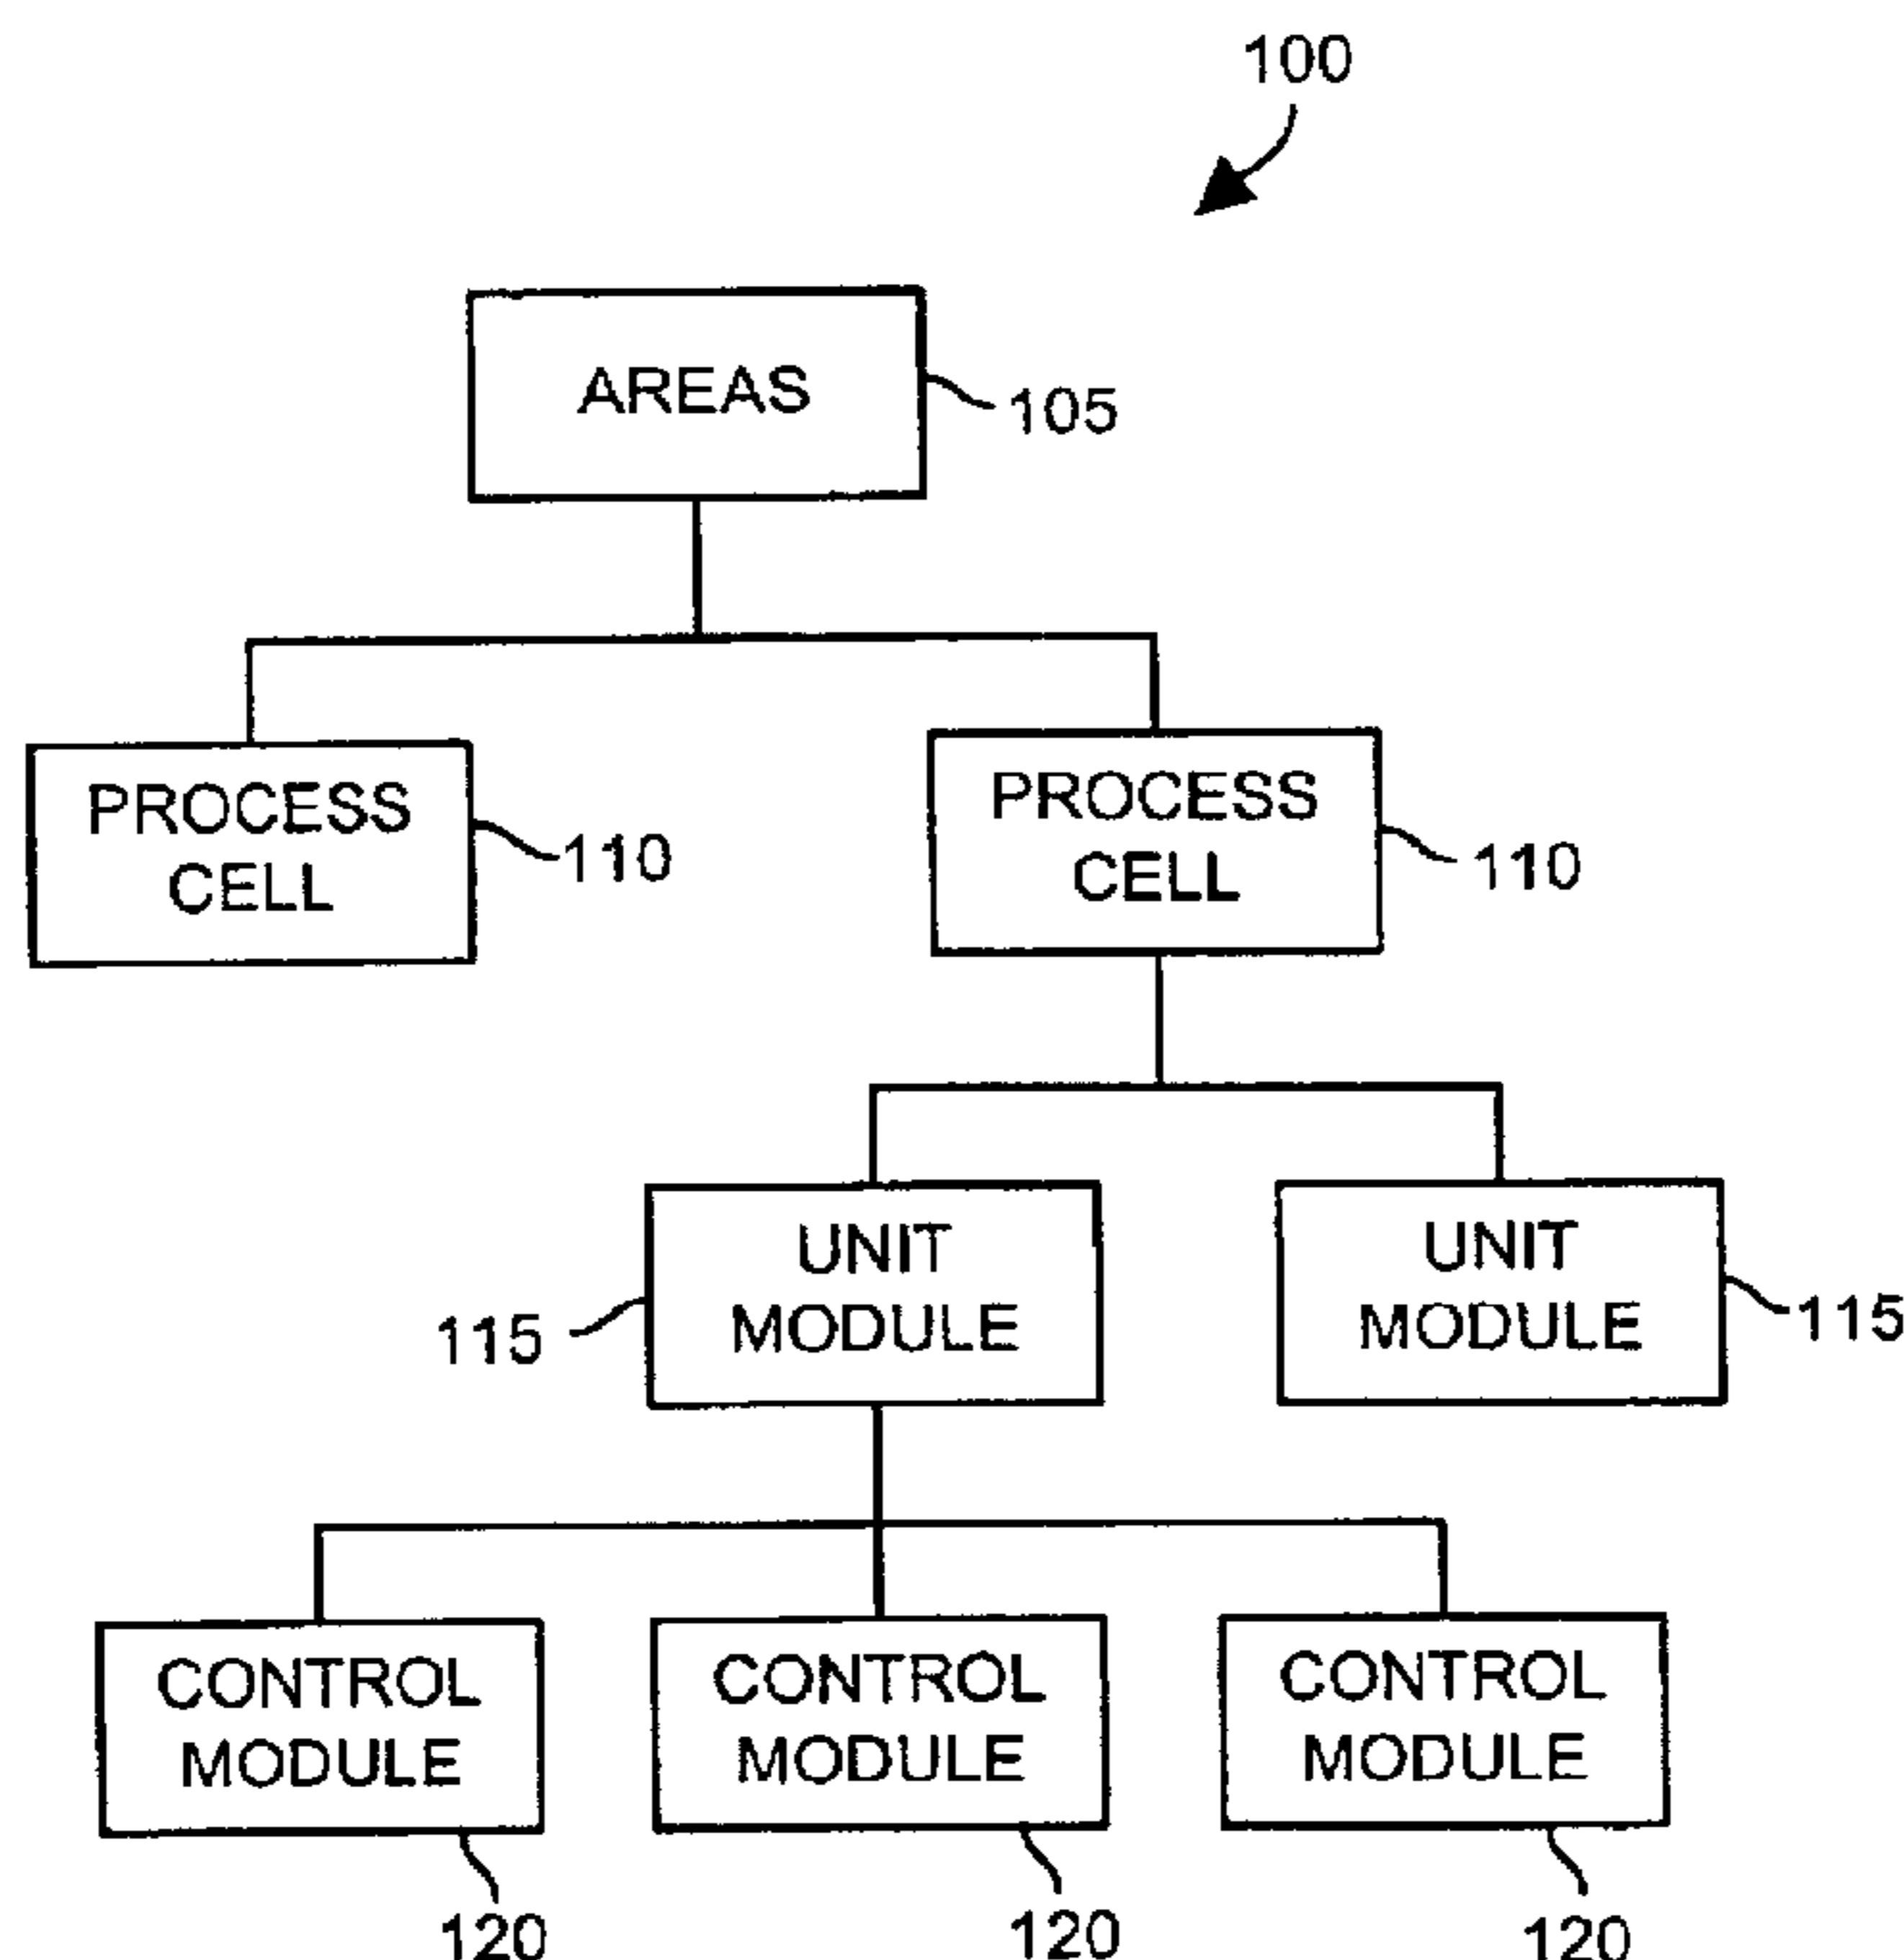 100
AREAS
105
PROCESS
CELL
110
PROCESS
CELL
110
UNIT
MODULE
115
UNIT
MODULE
115
CONTROL
MODULE
120
CONTROL
MODULE
120
CONTROL
MODULE
120